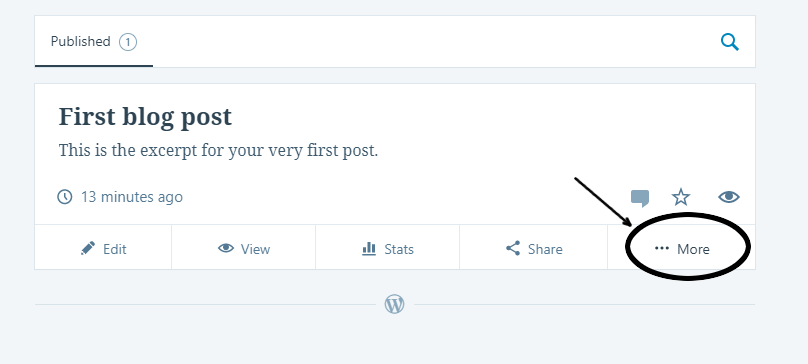 Published 1
First blog post
This is the excerpt for your very first post.
13 minutes ago
Edit View Stats Share ••• More